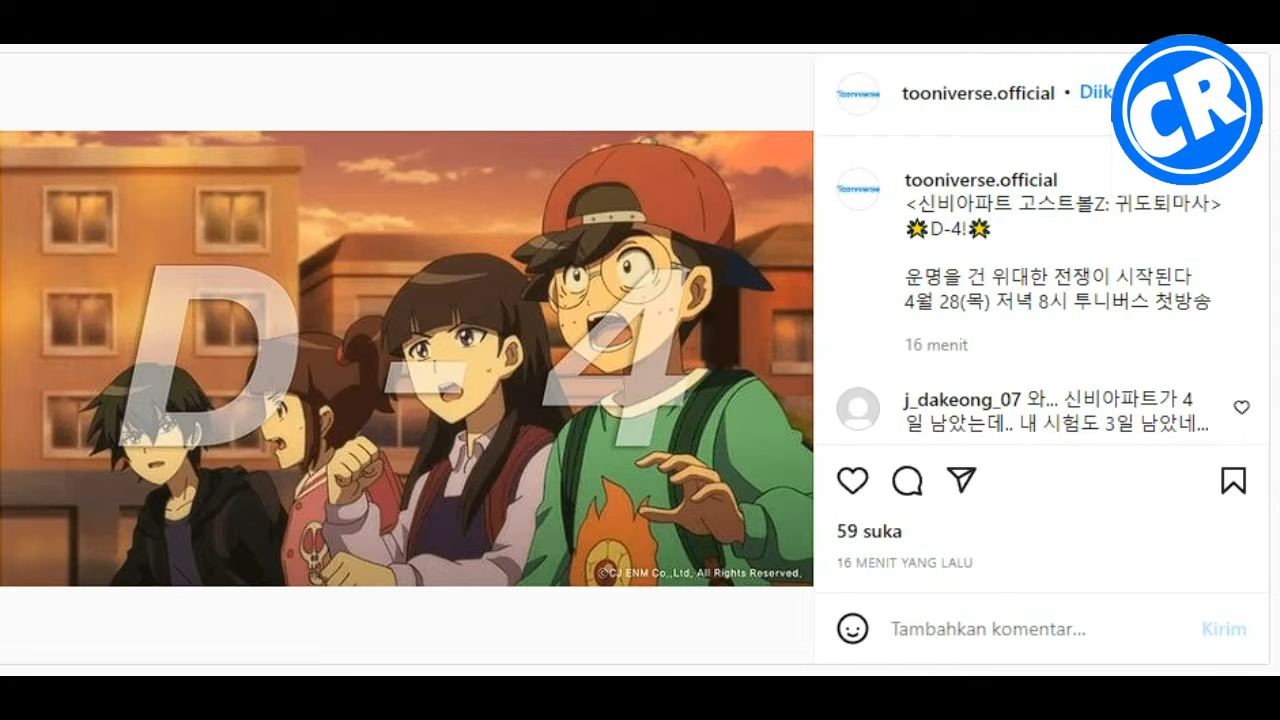 D-4
©CJ ENM Co.,Ltd. All Rights Reserved.
CR
Tooniverse
tooniverse.official • Diik
Tooniverse
tooniverse.official
<신비아파트 고스트볼Z: 귀도퇴마사>
🌟D-4!🌟
운명을 건 위대한 전쟁이 시작된다
4월 28(목) 저녁 8시 투니버스 첫방송
16 menit
j_dakeong_07 와... 신비아파트가 4
일 남았는데.. 내 시험도 3일 남았네...
59 suka
16 MENIT YANG LALU
Tambahkan komentar...
Kirim